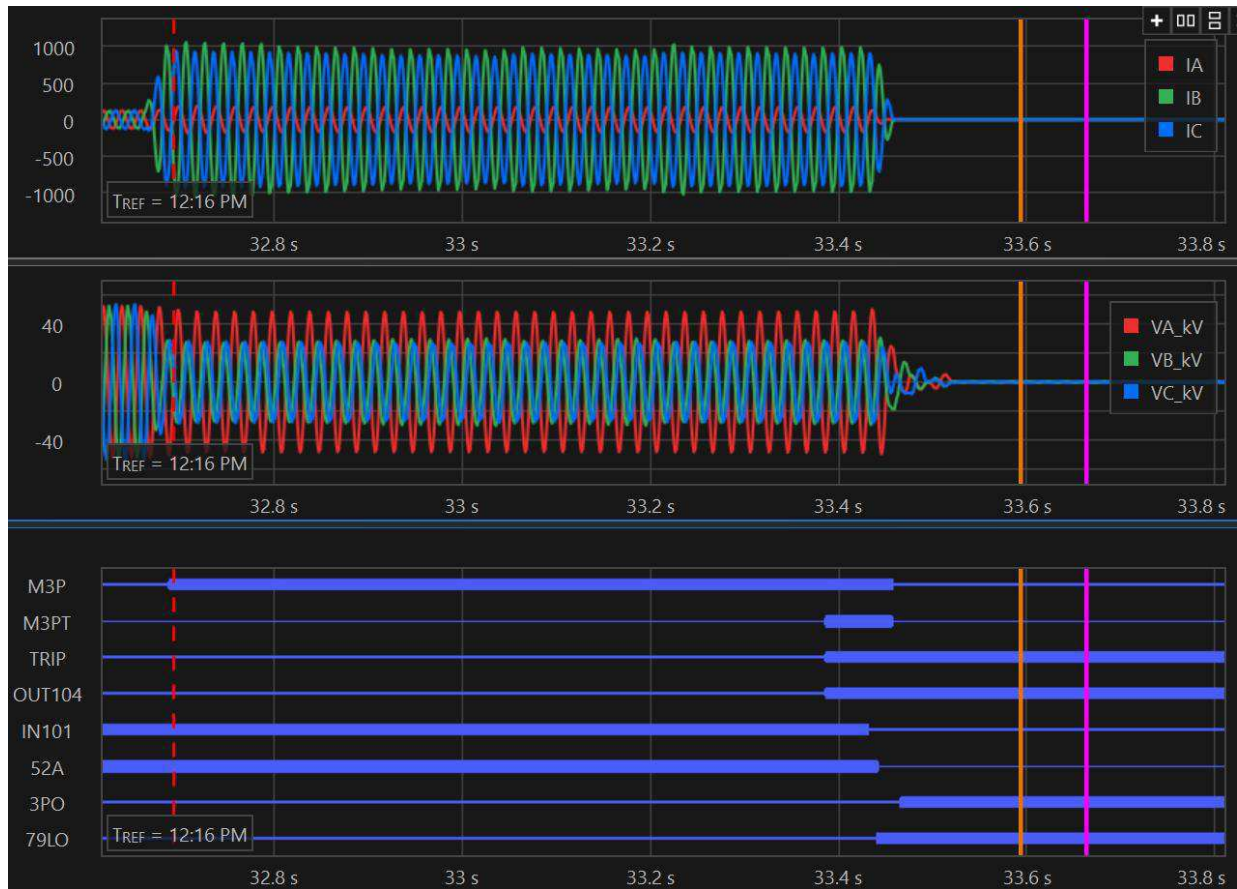 1000
500
0
-500
-1000
IA
IB
IC
TREF = 12:16 PM
32.8 s 33 s 33.2 s 33.4 s 33.6 s 33.8 s
40
0
-40
VA_kV
VB_kV
VC_kV
TREF = 12:16 PM
32.8 s 33 s 33.2 s 33.4 s 33.6 s 33.8 s
M3P
M3PT
TRIP
OUT104
IN101
52A
3PO
79LO
TREF = 12:16 PM
32.8 s 33 s 33.2 s 33.4 s 33.6 s 33.8 s